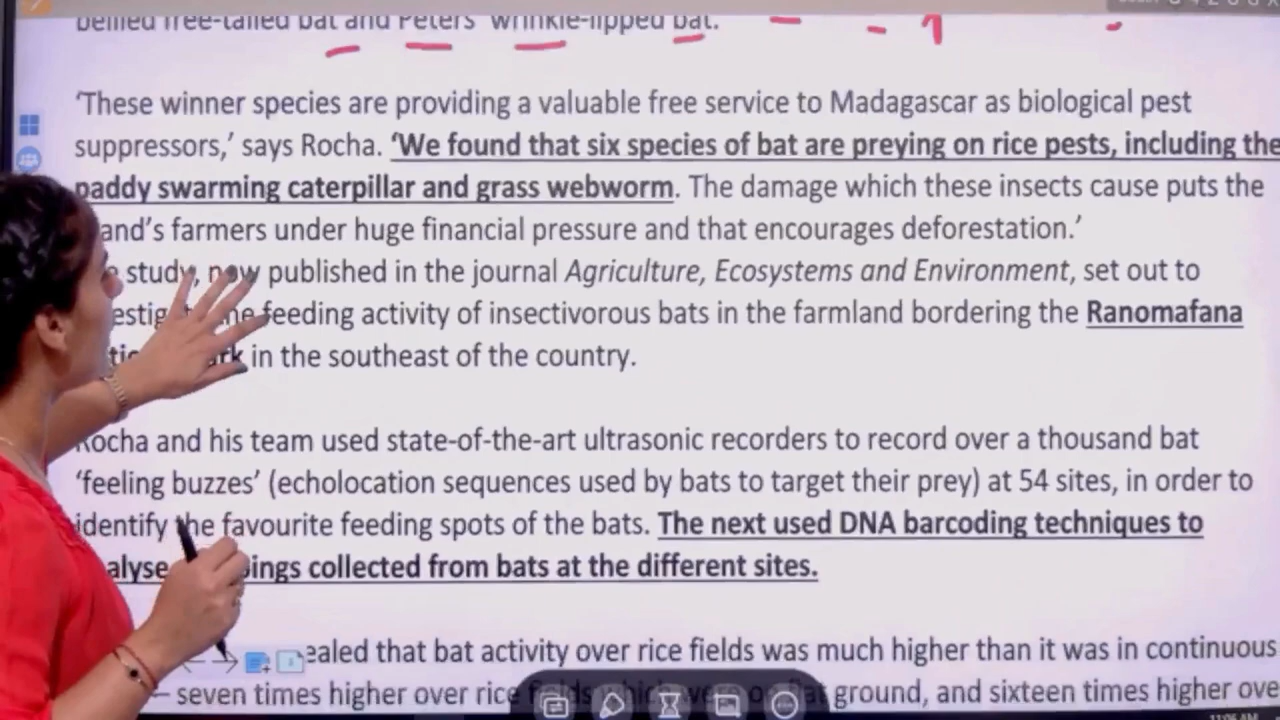 bellied free-tailed bat and Peters' wrinkle-lipped bat.
'These winner species are providing a valuable free service to Madagascar as biological pest
suppressors,' says Rocha. 'We found that six species of bat are preying on rice pests, including the
paddy swarming caterpillar and grass webworm. The damage which these insects cause puts the
and's farmers under huge financial pressure and that encourages deforestation.'
study, now published in the journal Agriculture, Ecosystems and Environment, set out to
feeding activity of insectivorous bats in the farmland bordering the Ranomafana
in the southeast of the country.
Rocha and his team used state-of-the-art ultrasonic recorders to record over a thousand bat
'feeling buzzes' (echolocation sequences used by bats to target their prey) at 54 sites, in order to
identify the favourite feeding spots of the bats. The next used DNA barcoding techniques to
alyse ings collected from bats at the different sites.
ealed that bat activity over rice fields was much higher than it was in continuous
– seven times higher over rice ground, and sixteen times higher ove